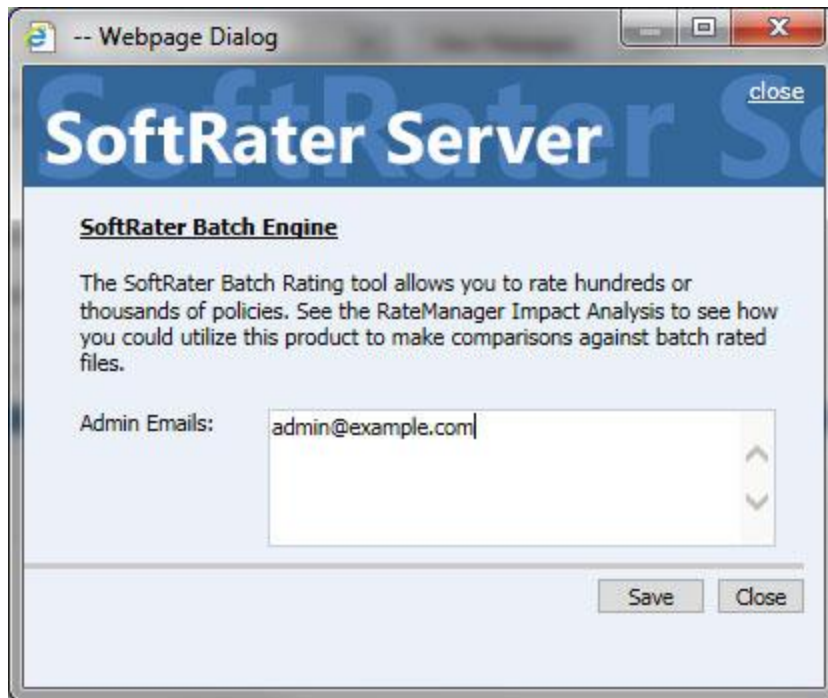 -- Webpage Dialog
close
SoftRater Server
SoftRater Batch Engine
The SoftRater Batch Rating tool allows you to rate hundreds or
thousands of policies. See the RateManager Impact Analysis to see how
you could utilize this product to make comparisons against batch rated
files.
Admin Emails:
admin@example.com
Save
Close